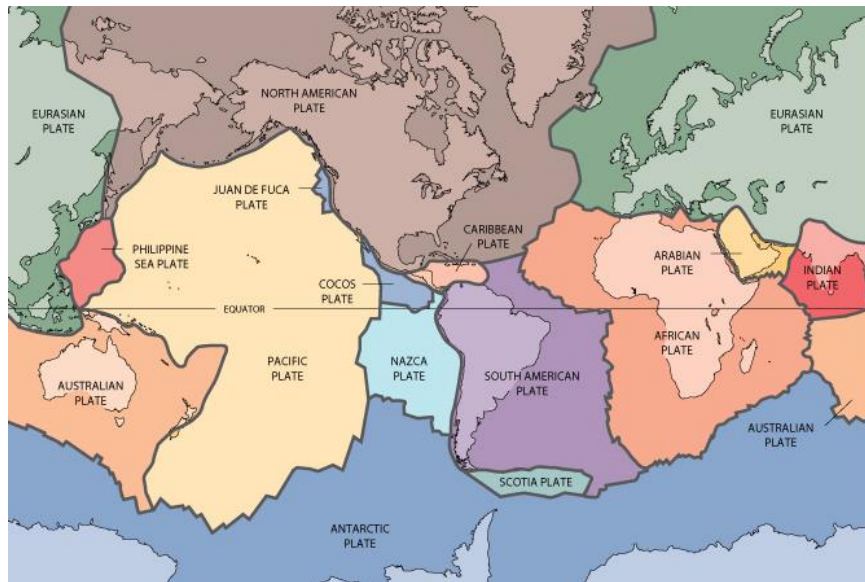 NORTH AMERICAN
PLATE
EURASIAN
PLATE
EURASIAN
PLATE
JUAN DE FUCA
PLATE
CARIBBEAN
PLATE
PHILIPPINE
SEA PLATE
ARABIAN
PLATE
INDIAN
PLATE
COCOS
PLATE
EQUATOR
PACIFIC
PLATE
NAZCA
PLATE
SOUTH AMERICAN
PLATE
AFRICAN
PLATE
AUSTRALIAN
PLATE
AUSTRALIAN
PLATE
SCOTIA PLATE
ANTARCTIC
PLATE